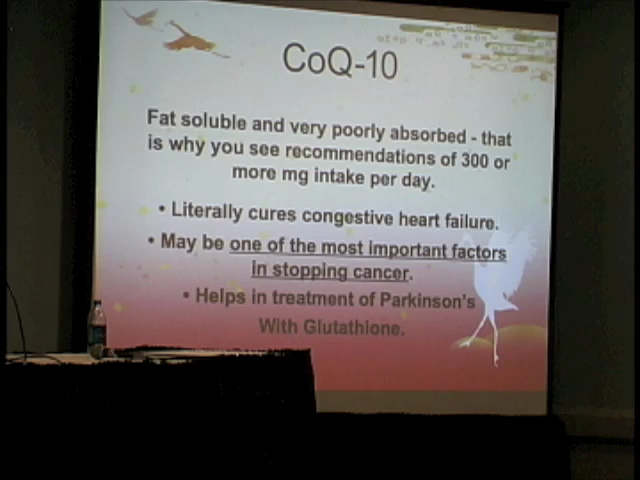 CoQ-10
Fat soluble and very poorly absorbed - that
is why you see recommendations of 300 or
more mg intake per day.
• Literally cures congestive heart failure.
• May be one of the most important factors
in stopping cancer.
• Helps in treatment of Parkinson's
With Glutathione.